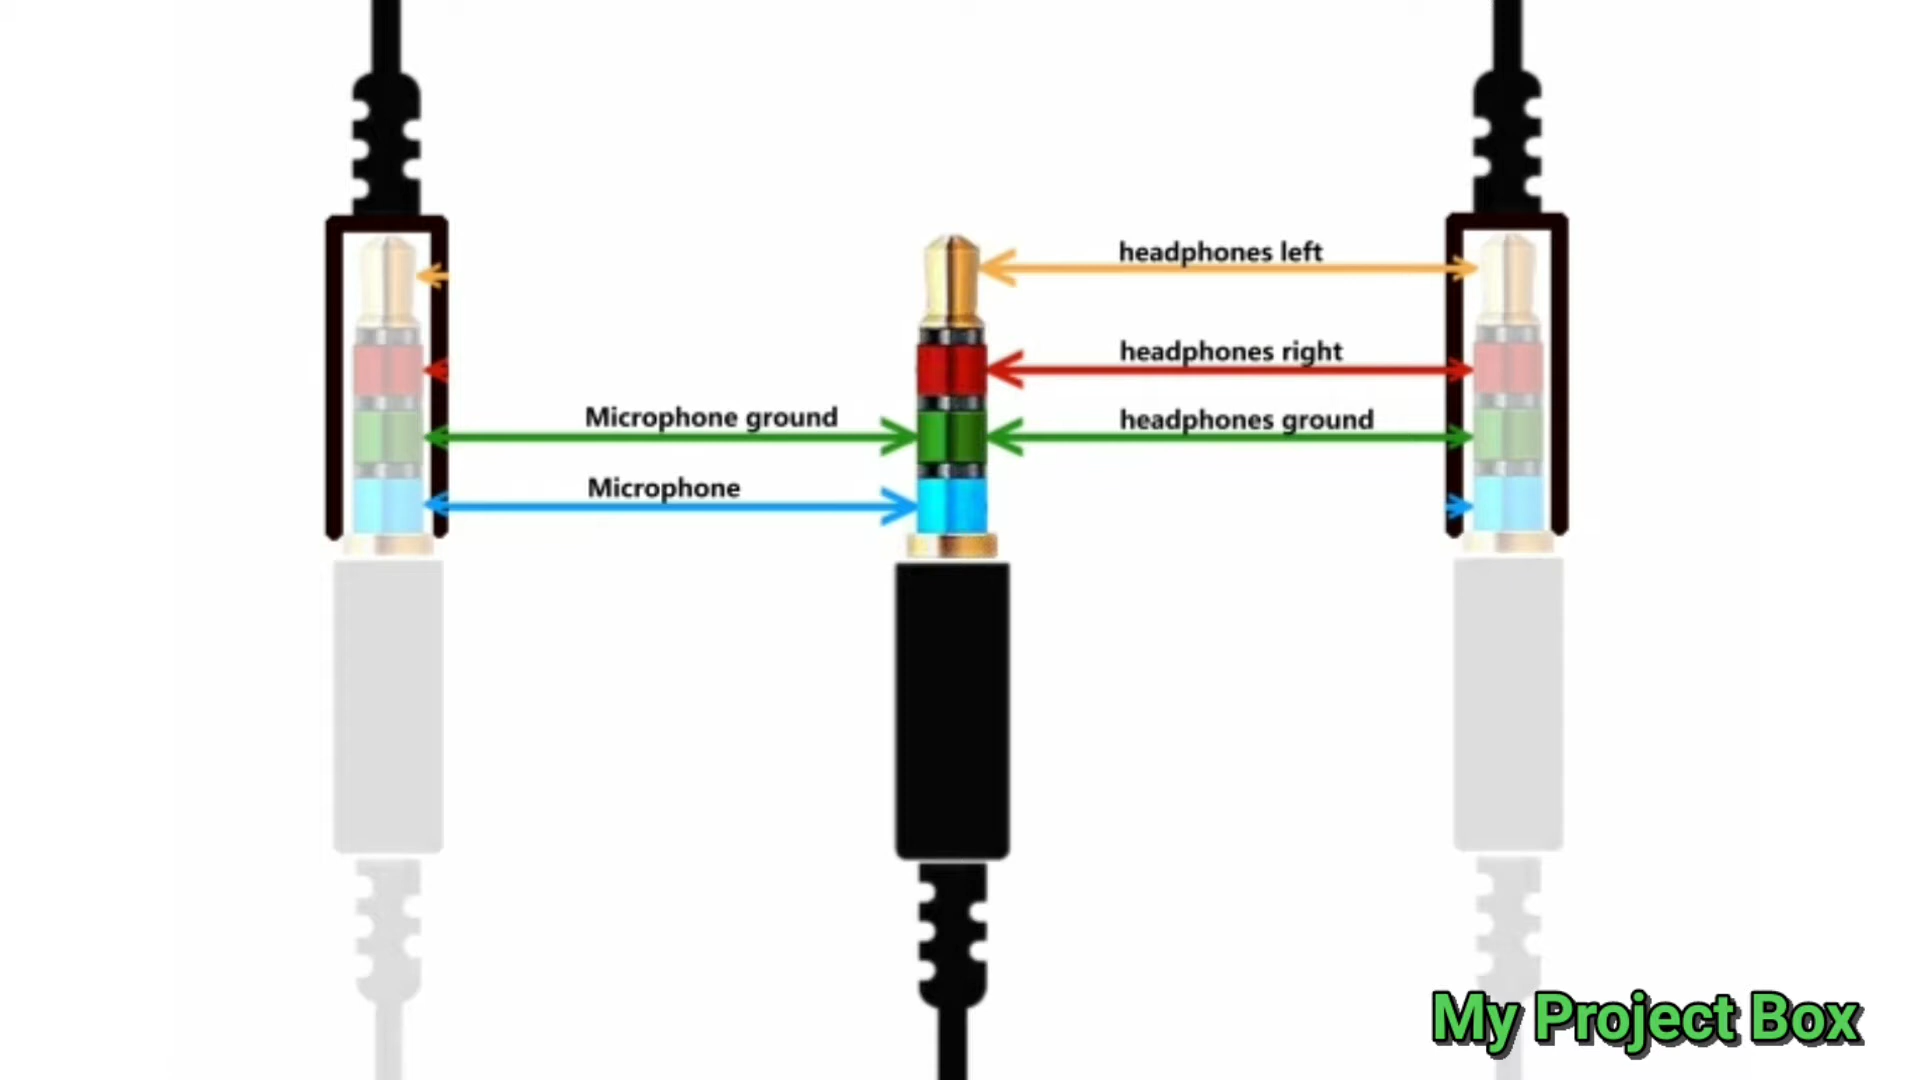 headphones left
headphones right
Microphone ground
headphones ground
Microphone
My Project Box